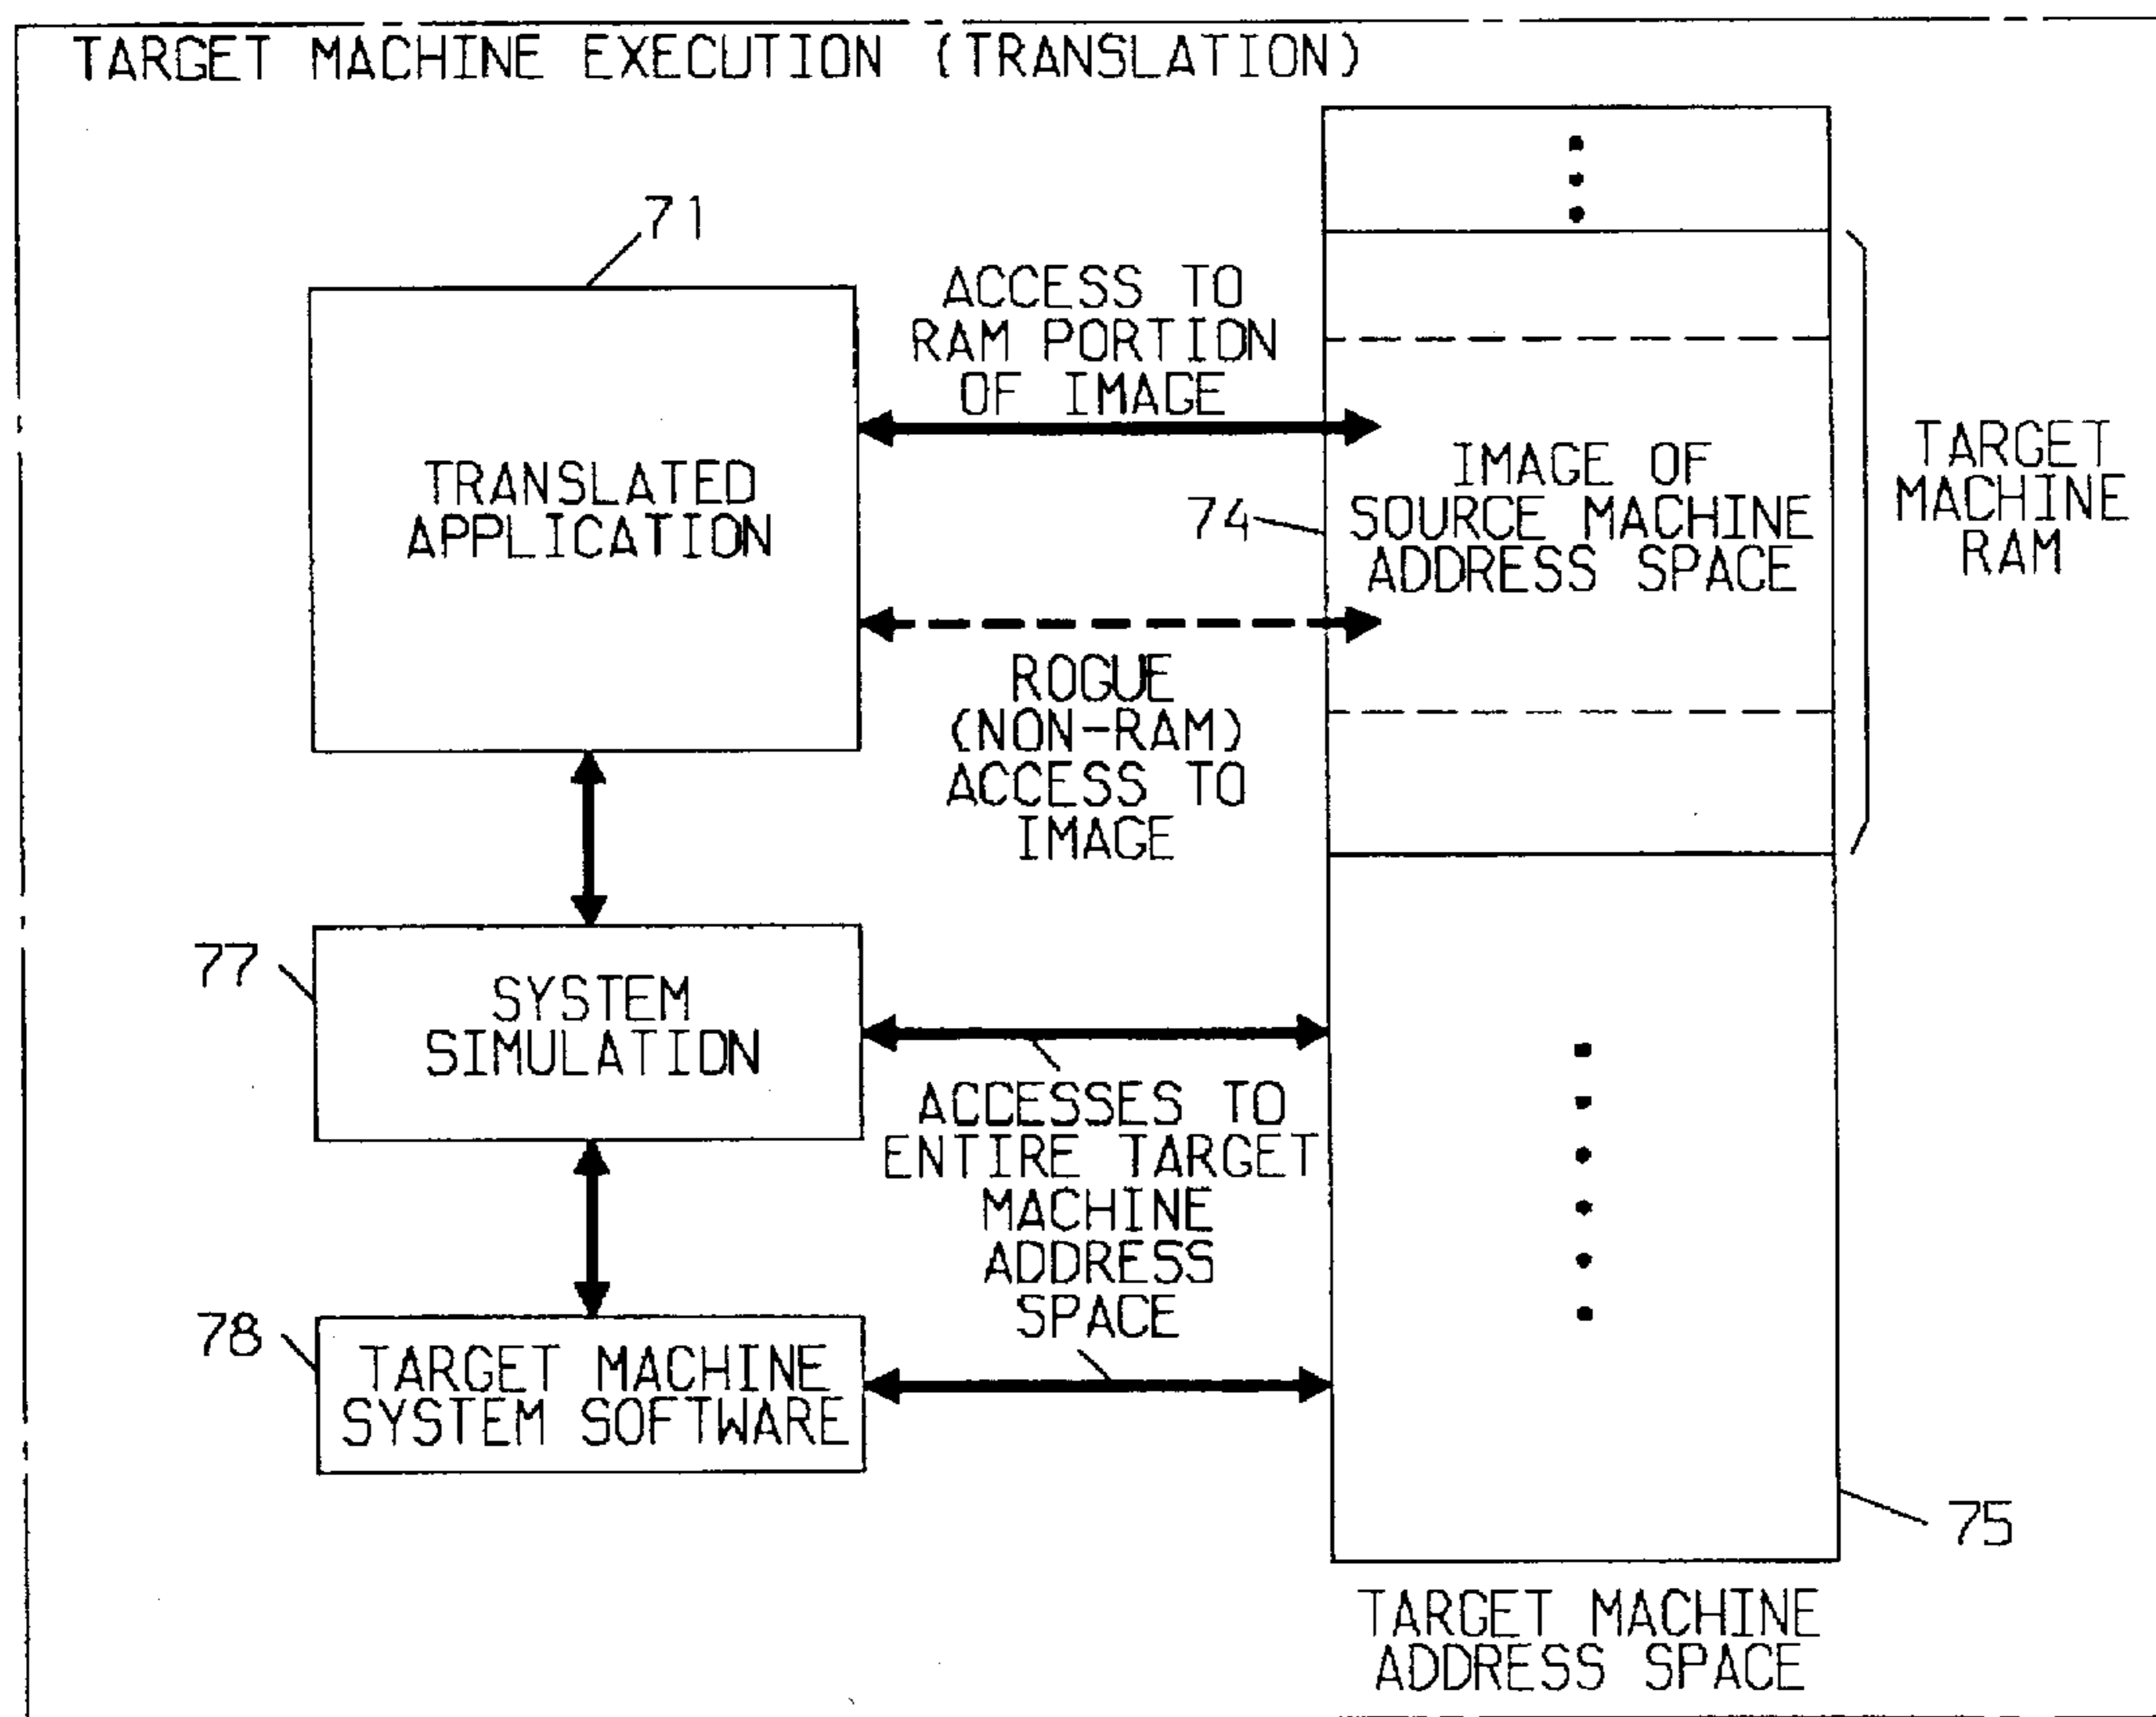 TARGET MACHINE EXECUTION (TRANSLATION)
71
ACCESS TO
RAM PORTION
OF IMAGE
TRANSLATED
APPLICATION
74
IMAGE OF
SOURCE MACHINE
ADDRESS SPACE
TARGET
MACHINE
RAM
ROGUE
(NON-RAM)
ACCESS TO
IMAGE
77
SYSTEM
SIMULATION
ACCESSES TO
ENTIRE TARGET
MACHINE
ADDRESS
SPACE
78
TARGET MACHINE
SYSTEM SOFTWARE
75
TARGET MACHINE
ADDRESS SPACE